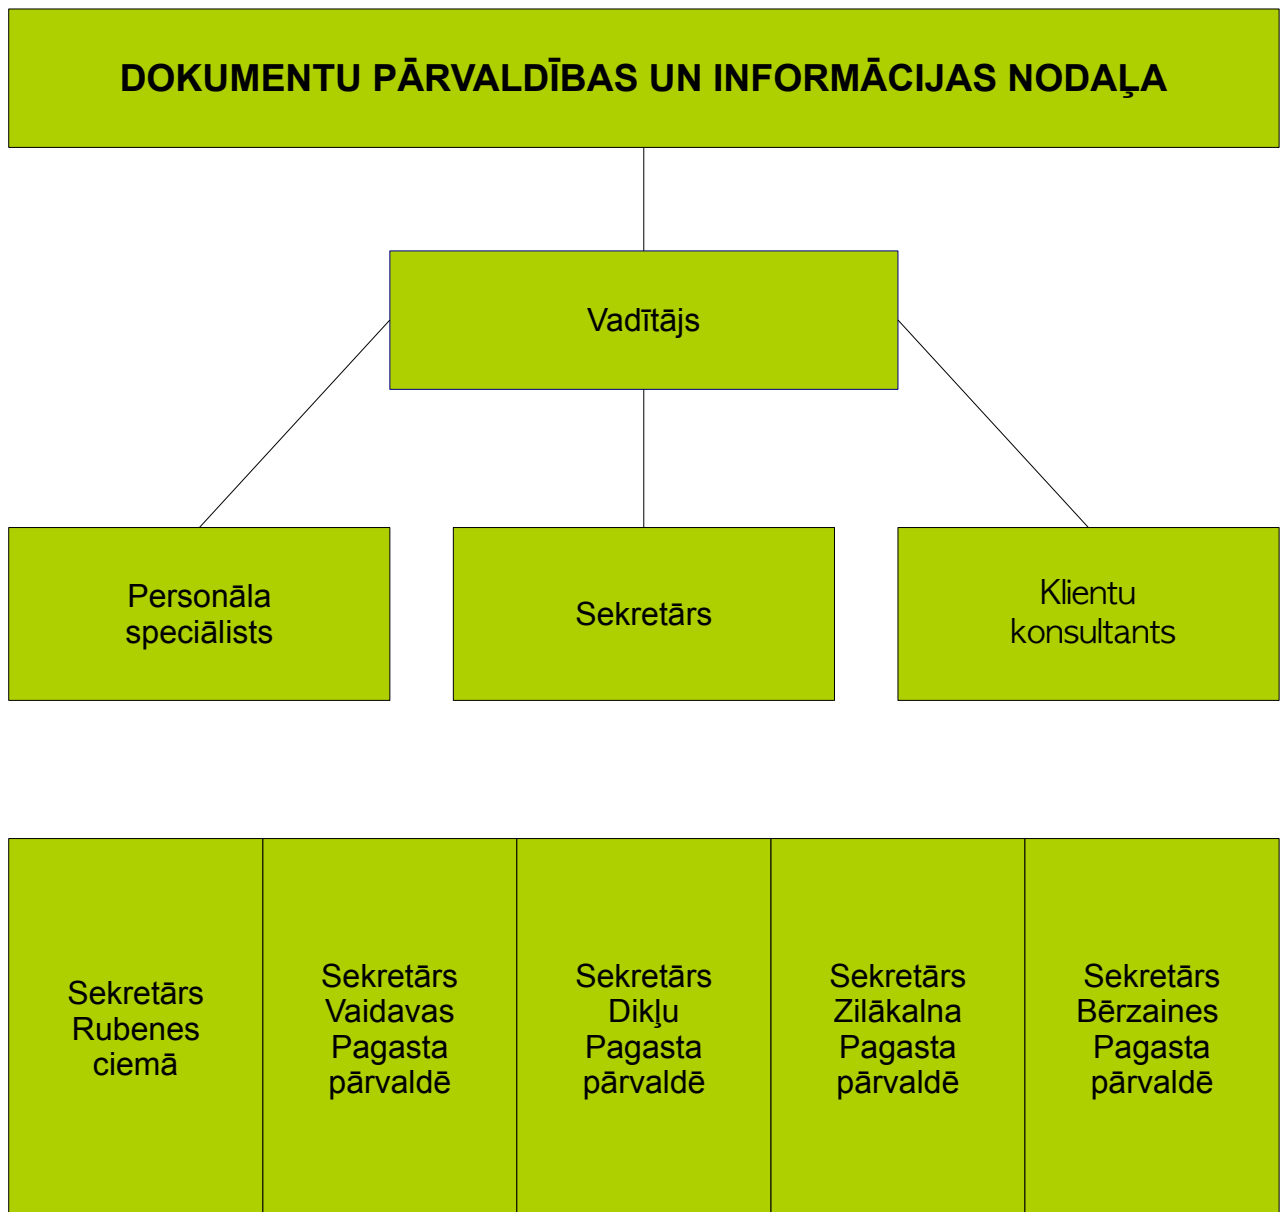 DOKUMENTU PĀRVALDĪBAS UN INFORMĀCIJAS NODAĻA
Vadītājs
Personāla
speciālists
Sekretārs
Klientu
konsultants
Sekretārs
Rubenes
ciemā
Sekretārs
Vaidavas
Pagasta
pārvaldē
Sekretārs
Dikļu
Pagasta
pārvaldē
Sekretārs
Zilākalna
Pagasta
pārvaldē
Sekretārs
Bērzaines
Pagasta
pārvaldē